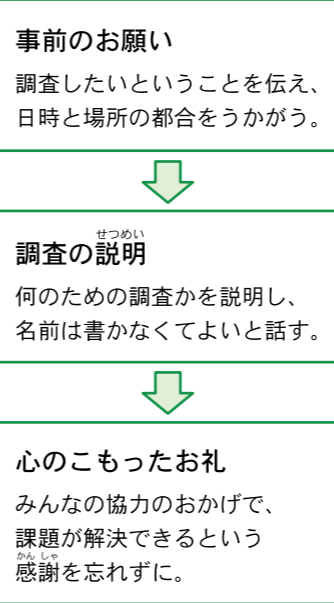 事前のお願い
調査したいということを伝え、
日時と場所の都合をうかがう。
せつめい
調査の説明
何のための調査かを説明し、
名前は書かなくてよいと話す。
心のこもったお礼
みんなの協力のおかげで、
課題が解決できるという
かんしゃ
感謝を忘れずに。